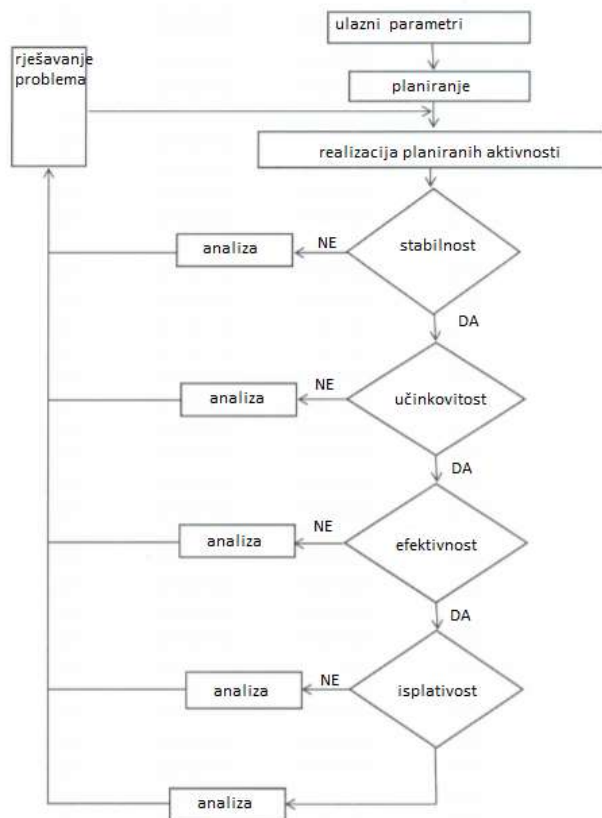 ulazni parametri
rješavanje
problema
planiranje
realizacija planiranih aktivnosti
stabilnost
NE
analiza
DA
učinkovitost
NE
analiza
DA
efektivnost
NE
analiza
DA
isplativost
NE
analiza
analiza